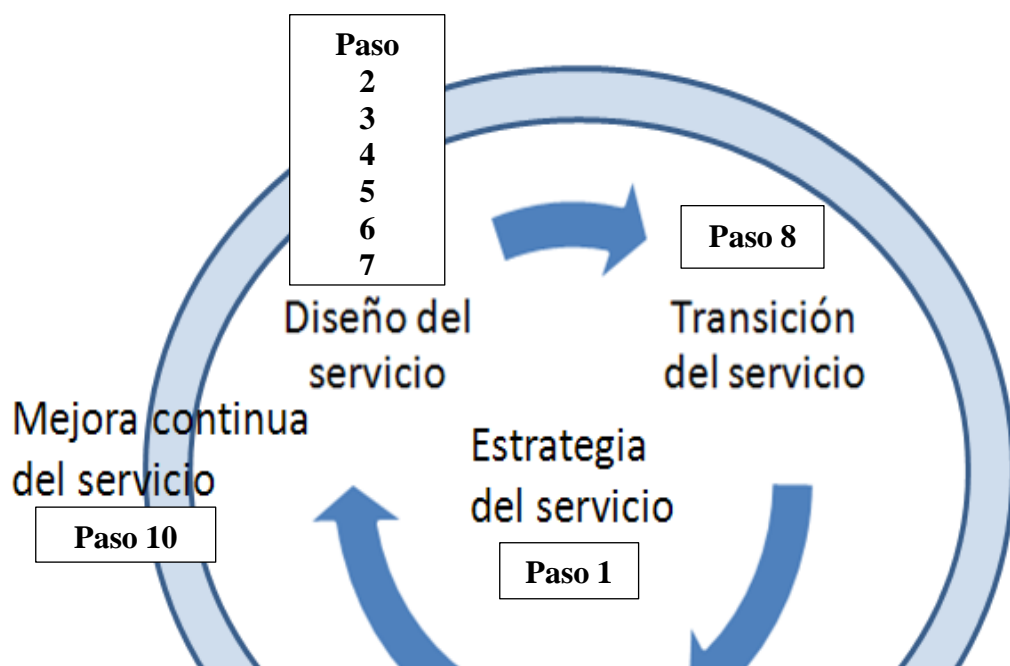 Paso
2
3
4
5
6
7
Paso 8
Diseño del
servicio
Transición
del servicio
Mejora continua
del servicio
Paso 10
Estrategia
del servicio
Paso 1